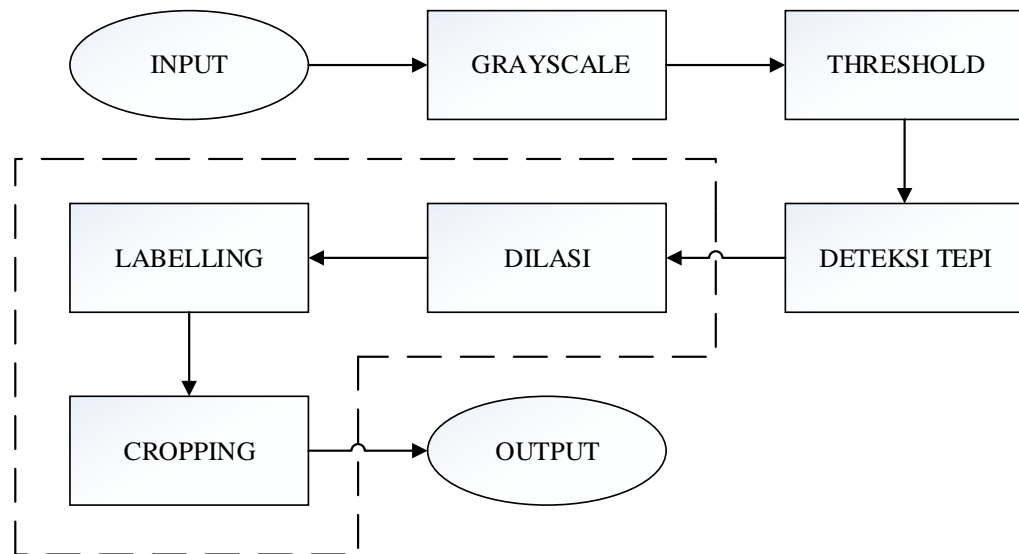 INPUT
GRAYSCALE
THRESHOLD
DETEKSI TEPI
DILASI
LABELLING
CROPPING
OUTPUT